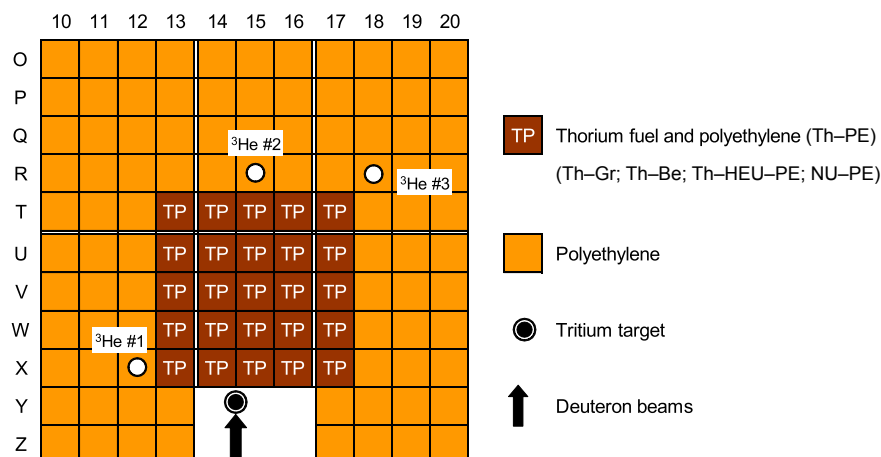 10 11 12 13 14 15 16 17 18 19 20
O
P
Q
³He #2
R
³He #3
T TP TP TP TP TP
U TP TP TP TP TP
V TP TP TP TP TP
W TP TP TP TP TP
³He #1
X TP TP TP TP TP
Y
Z
TP Thorium fuel and polyethylene (Th–PE)
(Th–Gr; Th–Be; Th–HEU–PE; NU–PE)
Polyethylene
Tritium target
Deuteron beams